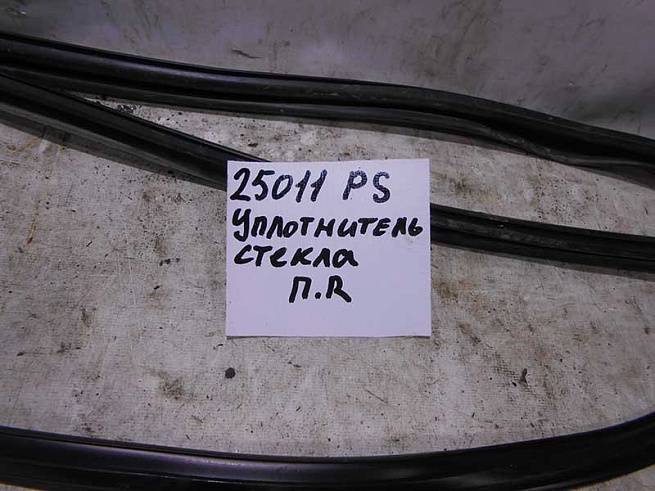 25011 PS
уплотнитель
стекла
П.R